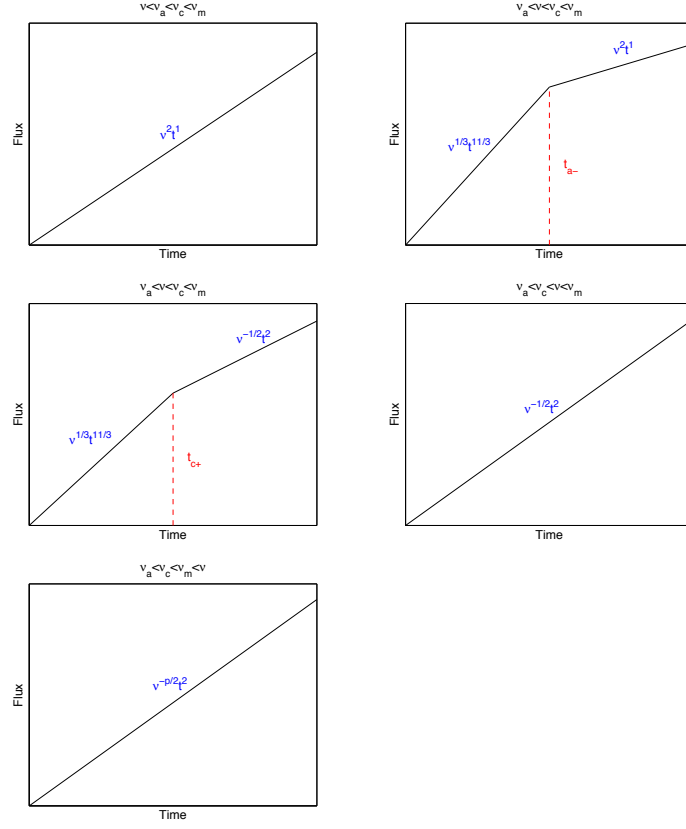 ν<ν_a<ν_c<ν_m
Flux
ν^2t^1
Time
ν_a<ν<ν_c<ν_m
Flux
ν^1/3t^11/3
ν^2t^1
t_a−
Time
ν_a<ν<ν_c<ν_m
Flux
ν^1/3t^11/3
ν^−1/2t^2
t_c+
Time
ν_a<ν_c<ν<ν_m
Flux
ν^−1/2t^2
Time
ν_a<ν_c<ν_m<ν
Flux
ν^−p/2t^2
Time